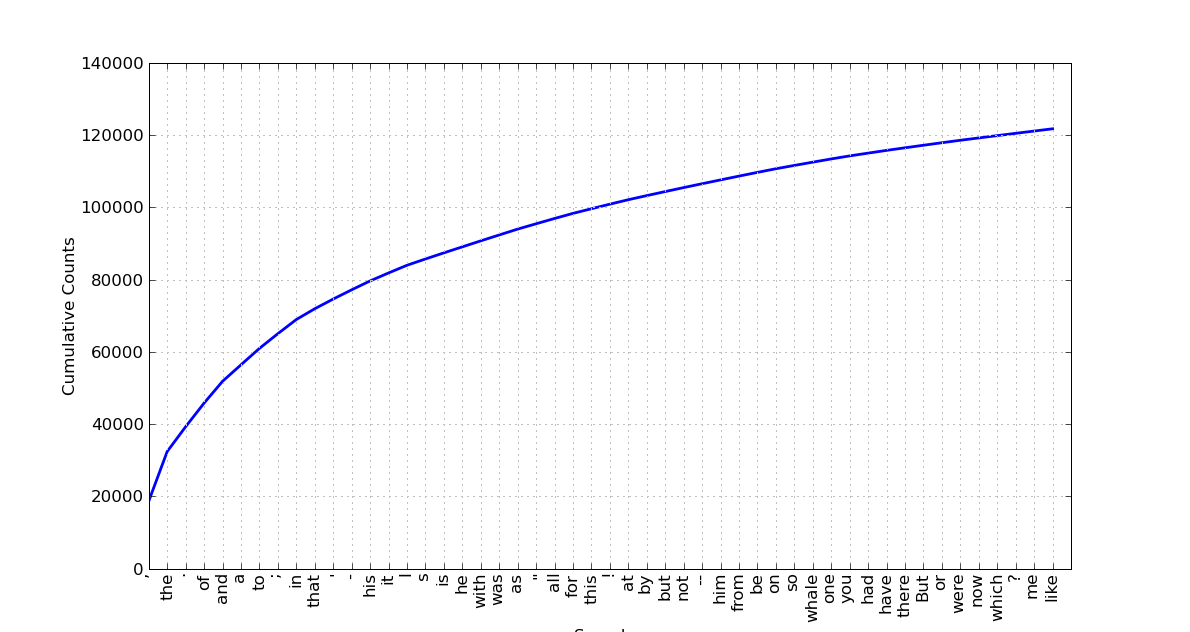 140000
120000
100000
80000
60000
40000
20000
0
Cumulative Counts
,
the
.
of
and
a
to
;
in
that
'
-
his
it
I
s
is
he
with
was
as
"
all
for
this
!
at
by
but
not
--
him
from
be
on
so
whale
one
you
had
have
there
But
or
were
now
which
?
me
like